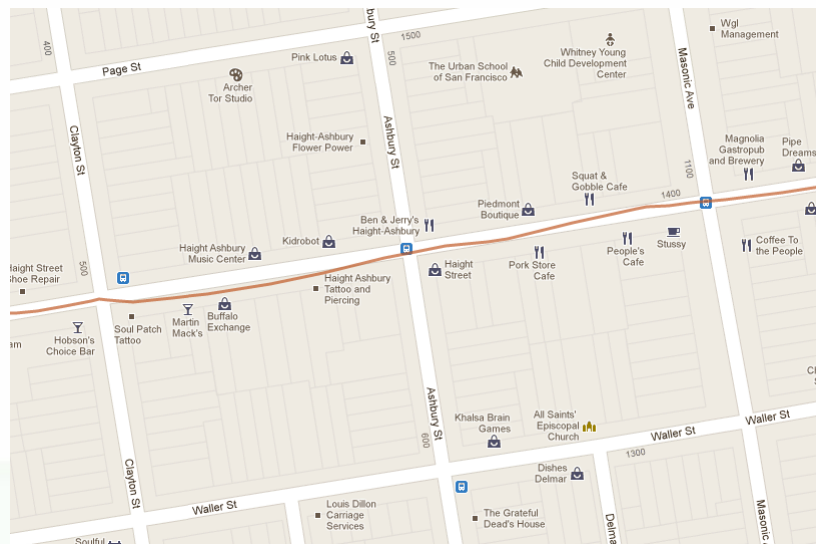 bury St
1500
400
500
Page St
Pink Lotus
The Urban School
of San Francisco
Whitney Young
Child Development
Center
Wgl
Management
Masonic Ave
Archer
Tor Studio
Clayton St
Ashbury St
Haight-Ashbury
Flower Power
Magnolia
Gastropub
and Brewery
Pipe
Dreams
1100
Squat &
Gobble Cafe
1400
Piedmont
Boutique
Ben & Jerry's
Haight-Ashbury
Kidrobot
Haight Ashbury
Music Center
500
Haight Street
Shoe Repair
Haight
Street
Pork Store
Cafe
People's
Cafe
Stussy
Coffee To
the People
Haight Ashbury
Tattoo and
Piercing
Buffalo
Exchange
Martin
Mack's
Soul Patch
Tattoo
Hobson's
Choice Bar
am
Ashbury St
600
Khalsa Brain
Games
All Saints'
Episcopal
Church
Waller St
Waller St
1300
Clayton St
Dishes
Delmar
Waller St
Louis Dillon
Carriage
Services
The Grateful
Dead's House
Delma
Masonic
Soulful